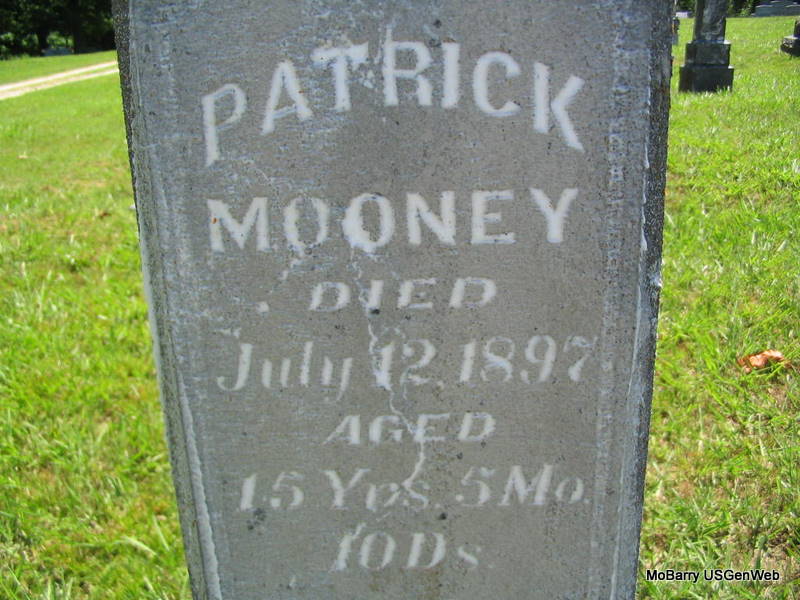 PATRICK
MOONEY
DIED
July 12, 1897
AGED
15 Yrs. 5 Mo.
10 Ds.
MoBarry USGenWeb